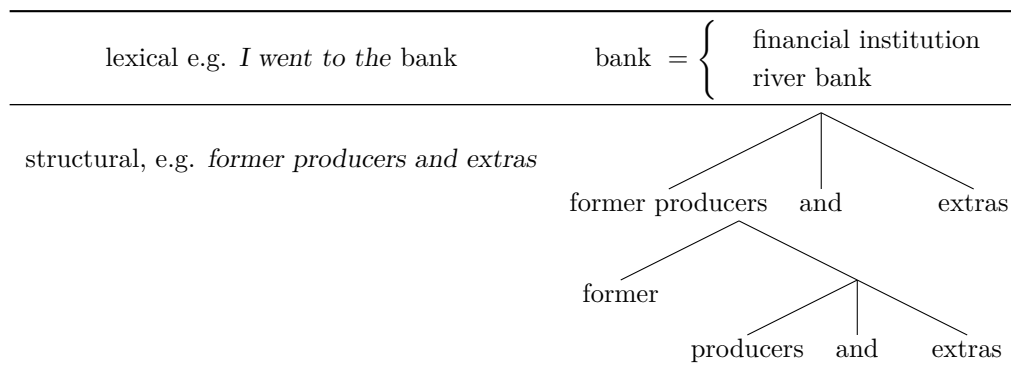 lexical e.g. I went to the bank
bank = { financial institution
river bank
structural, e.g. former producers and extras
former producers and extras
former
producers and extras